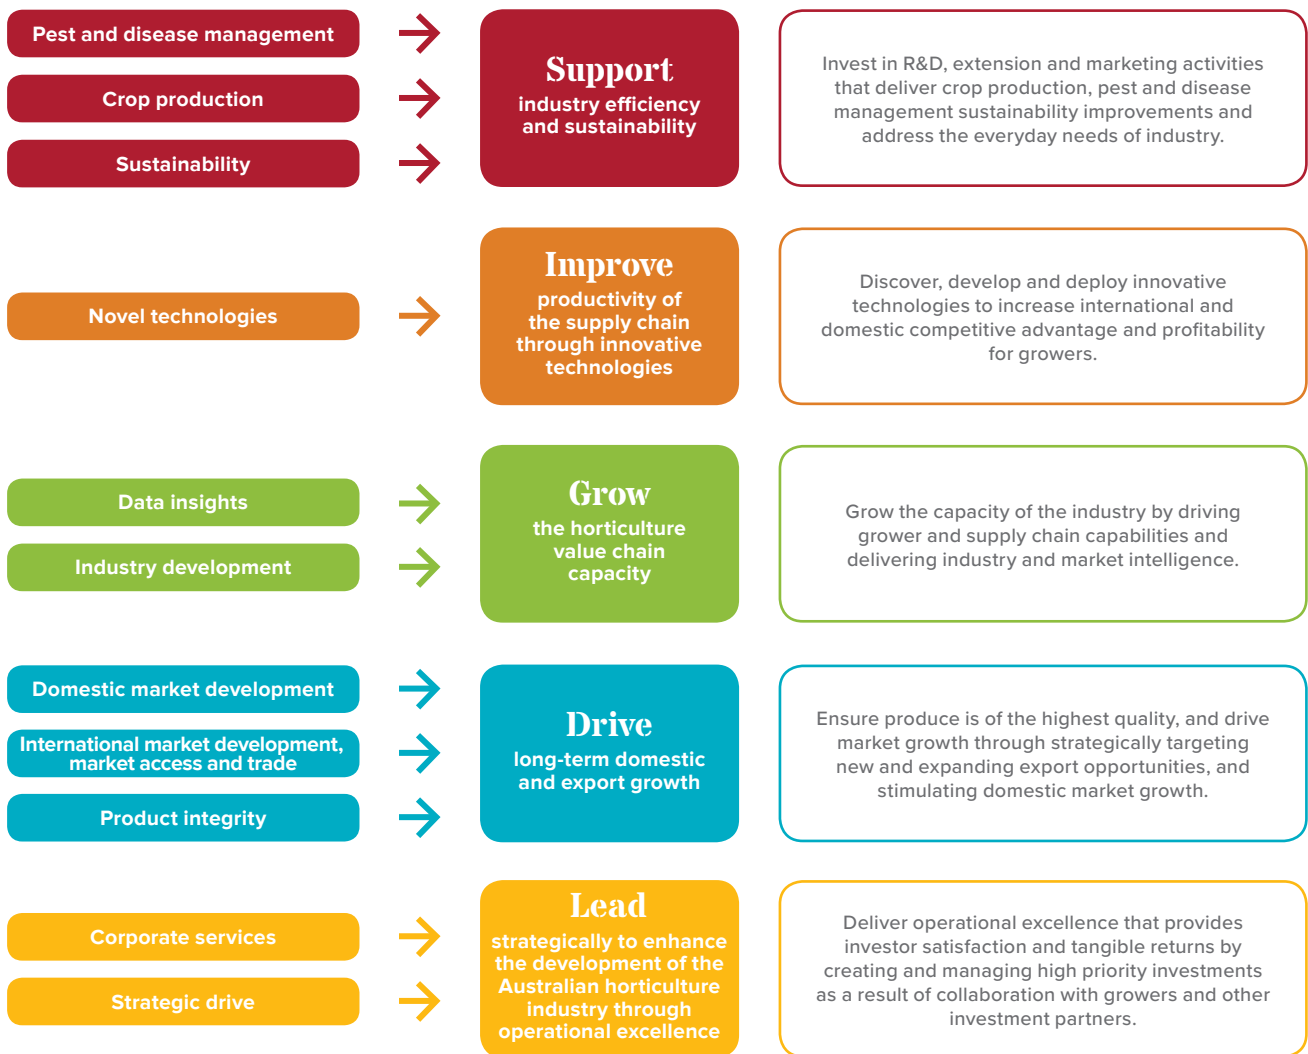 Pest and disease management
Crop production
Sustainability
Support
industry efficiency
and sustainability
Invest in R&D, extension and marketing activities
that deliver crop production, pest and disease
management sustainability improvements and
address the everyday needs of industry.
Novel technologies
Improve
productivity of
the supply chain
through innovative
technologies
Discover, develop and deploy innovative
technologies to increase international and
domestic competitive advantage and profitability
for growers.
Data insights
Industry development
Grow
the horticulture
value chain
capacity
Grow the capacity of the industry by driving
grower and supply chain capabilities and
delivering industry and market intelligence.
Domestic market development
International market development,
market access and trade
Product integrity
Drive
long-term domestic
and export growth
Ensure produce is of the highest quality, and drive
market growth through strategically targeting
new and expanding export opportunities, and
stimulating domestic market growth.
Corporate services
Strategic drive
Lead
strategically to enhance
the development of the
Australian horticulture
industry through
operational excellence
Deliver operational excellence that provides
investor satisfaction and tangible returns by
creating and managing high priority investments
as a result of collaboration with growers and other
investment partners.